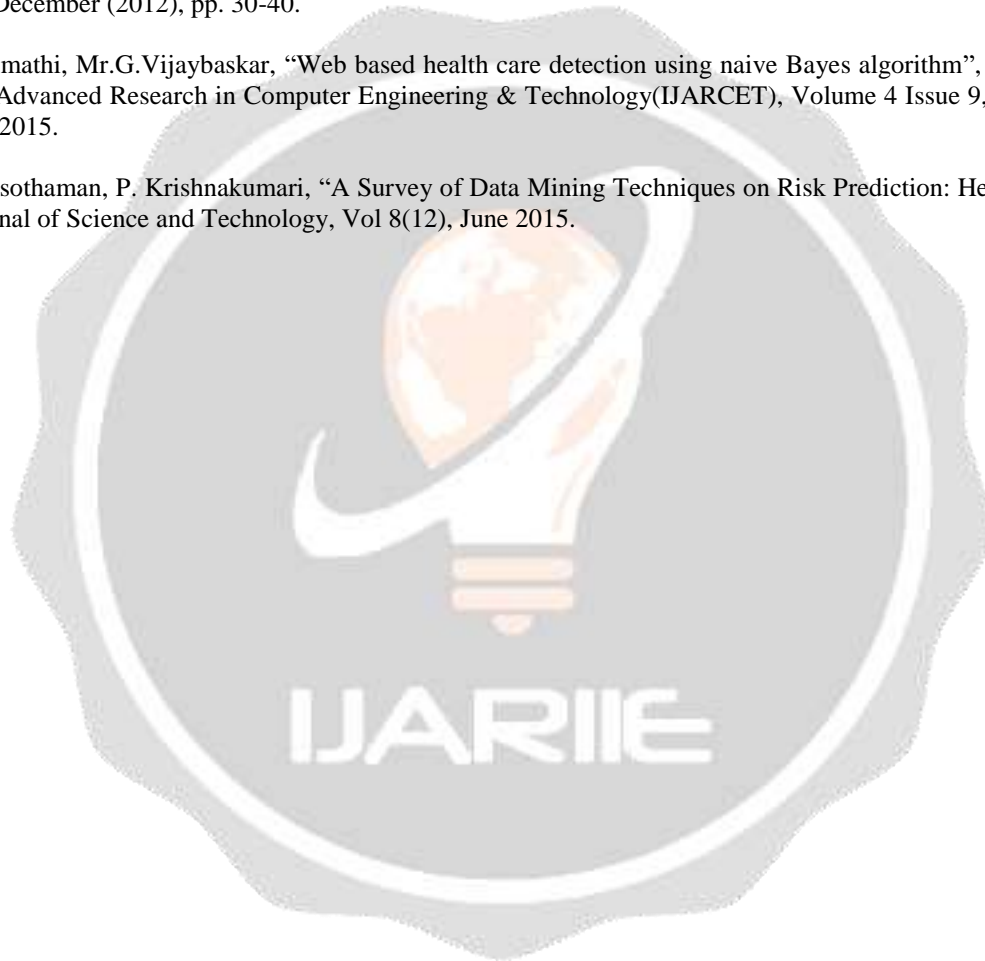 December (2012), pp. 30-40.
mathi, Mr.G.Vijaybaskar, “Web based health care detection using naive Bayes algorithm”,
Advanced Research in Computer Engineering & Technology(IJARCET), Volume 4 Issue 9,
2015.
sothaman, P. Krishnakumari, “A Survey of Data Mining Techniques on Risk Prediction: He
nal of Science and Technology, Vol 8(12), June 2015.
IJARIIE